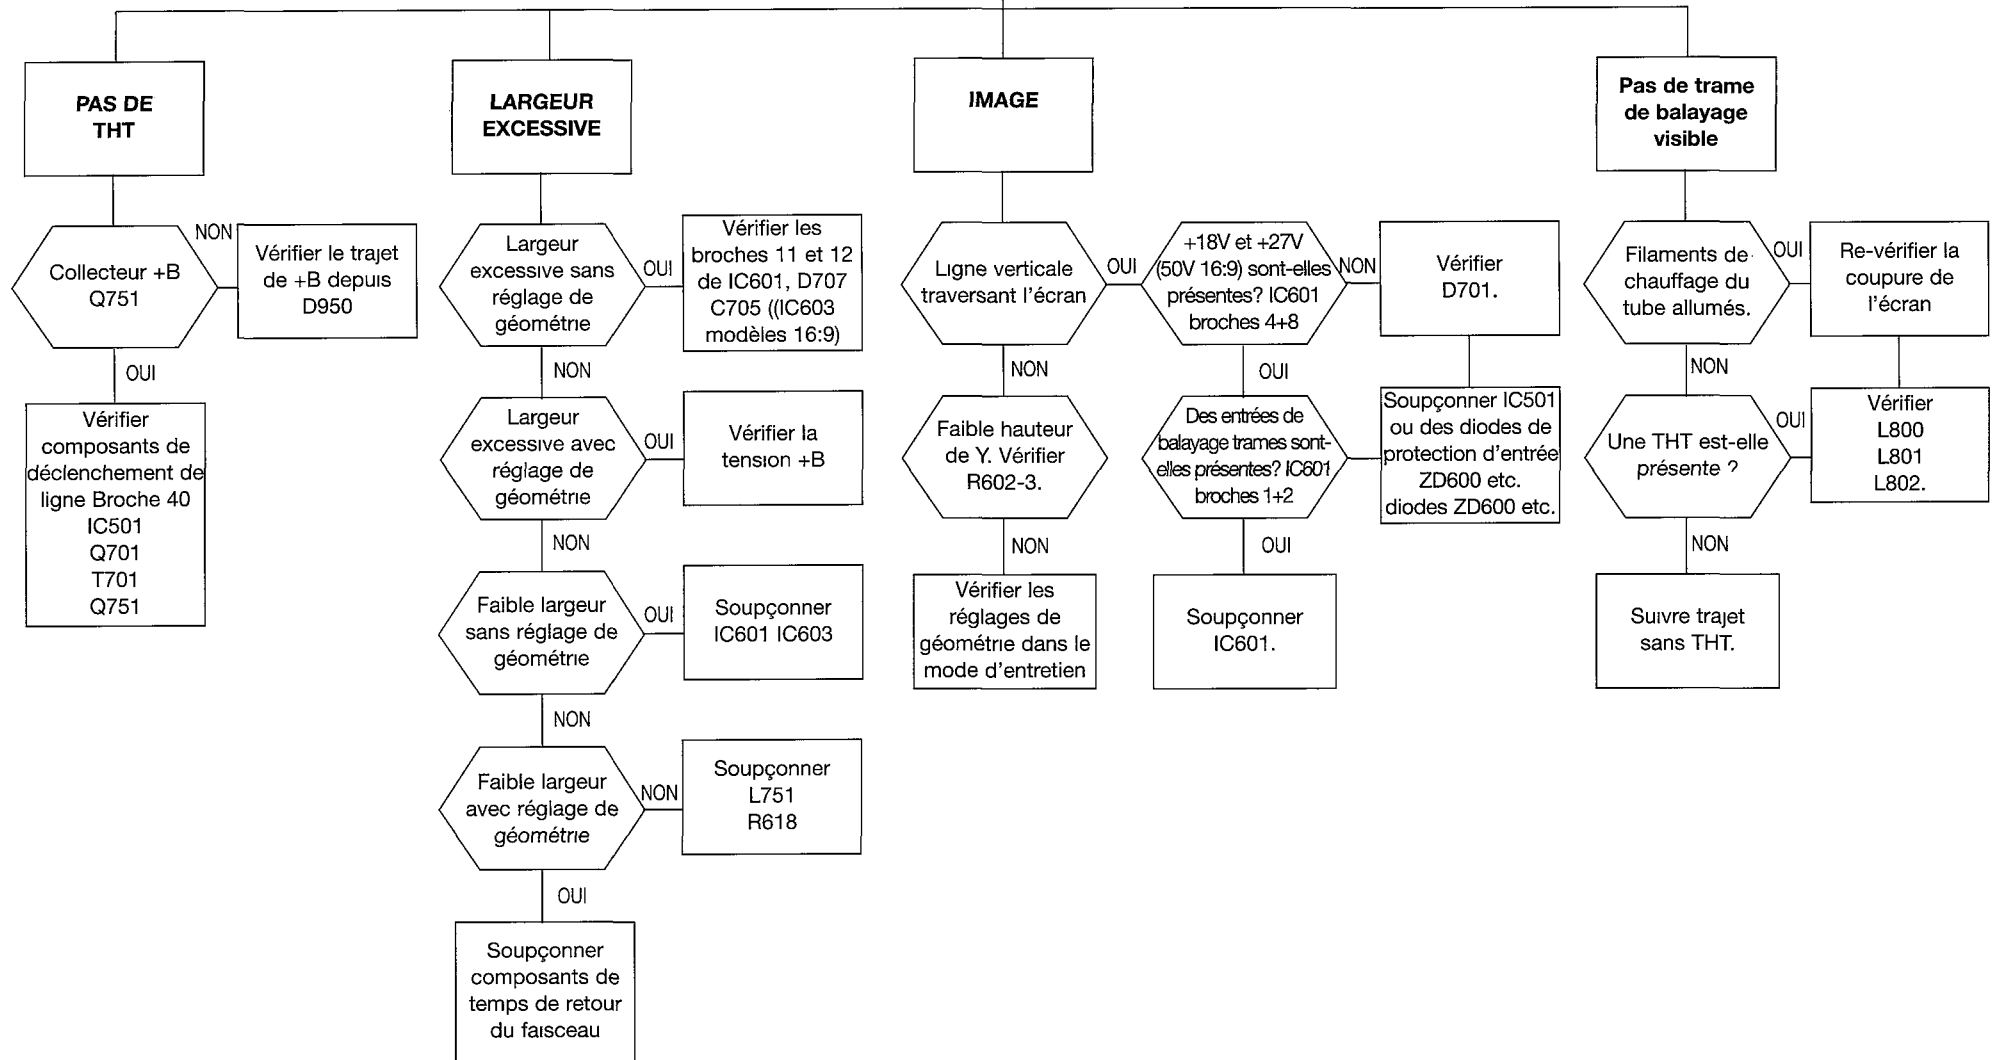 PAS DE
THT
Collecteur +B
Q751
NON
Vérifier le trajet
de +B depuis
D950
OUI
Vérifier
composants de
déclenchement de
ligne Broche 40
IC501
Q701
T701
Q751
LARGEUR
EXCESSIVE
Largeur
excessive sans
réglage de
géométrie
OUI
Vérifier les
broches 11 et 12
de IC601, D707
C705 ((IC603
modèles 16:9)
NON
Largeur
excessive avec
réglage de
géométrie
OUI
Vérifier la
tension +B
NON
Faible largeur
sans réglage de
géométrie
OUI
Soupçonner
IC601 IC603
NON
Faible largeur
avec réglage de
géométrie
NON
Soupçonner
L751
R618
OUI
Soupçonner
composants de
temps de retour
du faisceau
IMAGE
Ligne verticale
traversant l'écran
OUI
+18V et +27V
(50V 16:9) sont-elles
présentes? IC601
broches 4+8
NON
Vérifier
D701.
NON
Faible hauteur
de Y. Vérifier
R602-3.
OUI
Des entrées de
balayage trames sont-
elles présentes? IC601
broches 1+2
Soupçonner IC501
ou des diodes de
protection d'entrée
ZD600 etc.
diodes ZD600 etc.
NON
Vérifier les
réglages de
géométrie dans le
mode d'entretien
OUI
Soupçonner
IC601.
Pas de trame
de balayage
visible
Filaments de
chauffage du
tube allumés.
OUI
Re-vérifier la
coupure de
l'écran
NON
Une THT est-elle
présente ?
OUI
Vérifier
L800
L801
L802.
NON
Suivre trajet
sans THT.